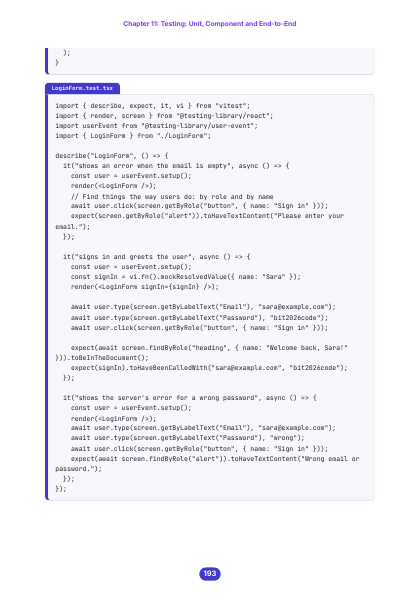 Chapter 11: Testing: Unit, Component and End-to-End
  );
}
LoginForm.test.tsx
import { describe, expect, it, vi } from "vitest";
import { render, screen } from "@testing-library/react";
import userEvent from "@testing-library/user-event";
import { LoginForm } from "./LoginForm";

describe("LoginForm", () => {
  it("shows an error when the email is empty", async () => {
    const user = userEvent.setup();
    render(<LoginForm />);
    // Find things the way users do: by role and by name
    await user.click(screen.getByRole("button", { name: "Sign in" }));
    expect(screen.getByRole("alert")).toHaveTextContent("Please enter your
email.");
  });

  it("signs in and greets the user", async () => {
    const user = userEvent.setup();
    const signIn = vi.fn().mockResolvedValue({ name: "Sara" });
    render(<LoginForm signIn={signIn} />);

    await user.type(screen.getByLabelText("Email"), "sara@example.com");
    await user.type(screen.getByLabelText("Password"), "bit2026code");
    await user.click(screen.getByRole("button", { name: "Sign in" }));

    expect(await screen.findByRole("heading", { name: "Welcome back, Sara!"
})).toBeInTheDocument();
    expect(signIn).toHaveBeenCalledWith("sara@example.com", "bit2026code");
  });

  it("shows the server's error for a wrong password", async () => {
    const user = userEvent.setup();
    render(<LoginForm />);
    await user.type(screen.getByLabelText("Email"), "sara@example.com");
    await user.type(screen.getByLabelText("Password"), "wrong");
    await user.click(screen.getByRole("button", { name: "Sign in" }));
    expect(await screen.findByRole("alert")).toHaveTextContent("Wrong email or
password.");
  });
});
193